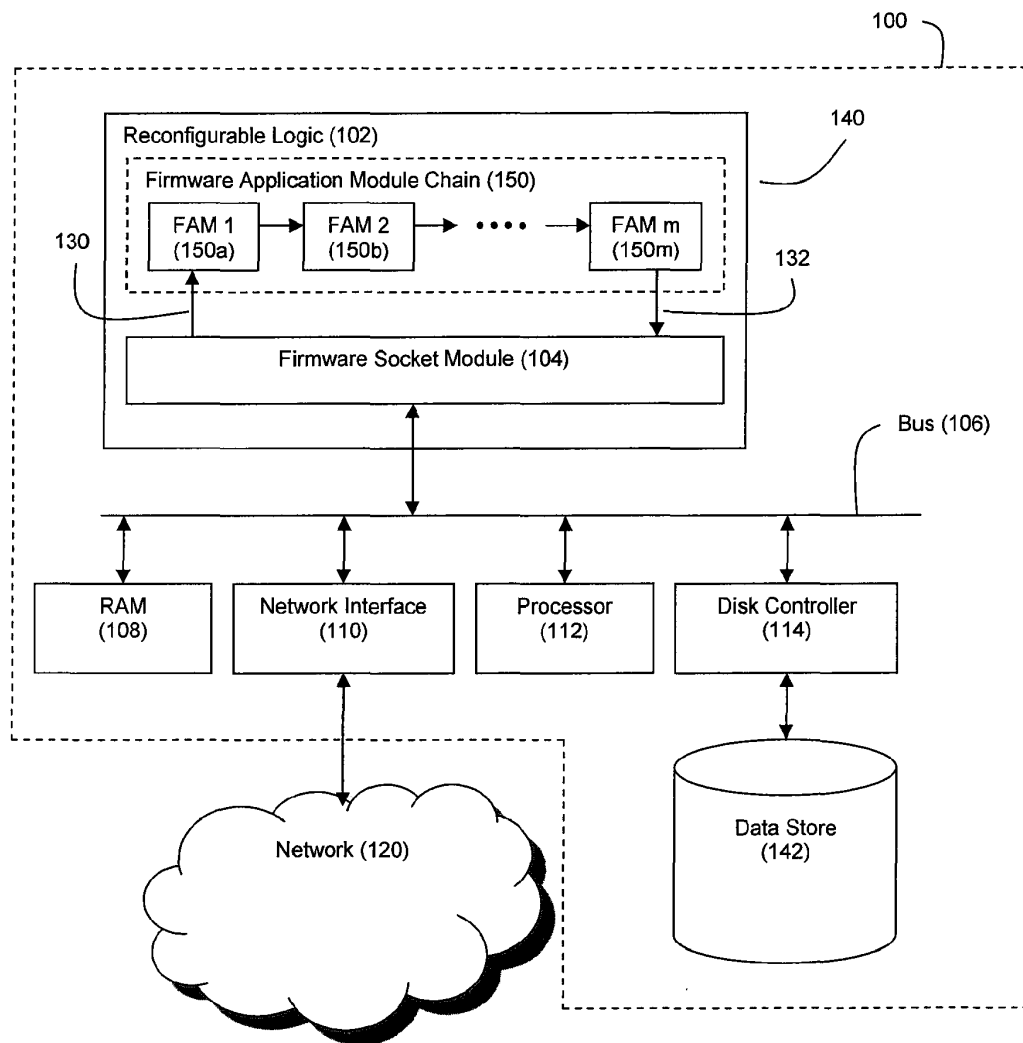 100
140
Reconfigurable Logic (102)
Firmware Application Module Chain (150)
FAM 1
(150a)
FAM 2
(150b)
FAM m
(150m)
130
132
Firmware Socket Module (104)
Bus (106)
RAM
(108)
Network Interface
(110)
Processor
(112)
Disk Controller
(114)
Network (120)
Data Store
(142)